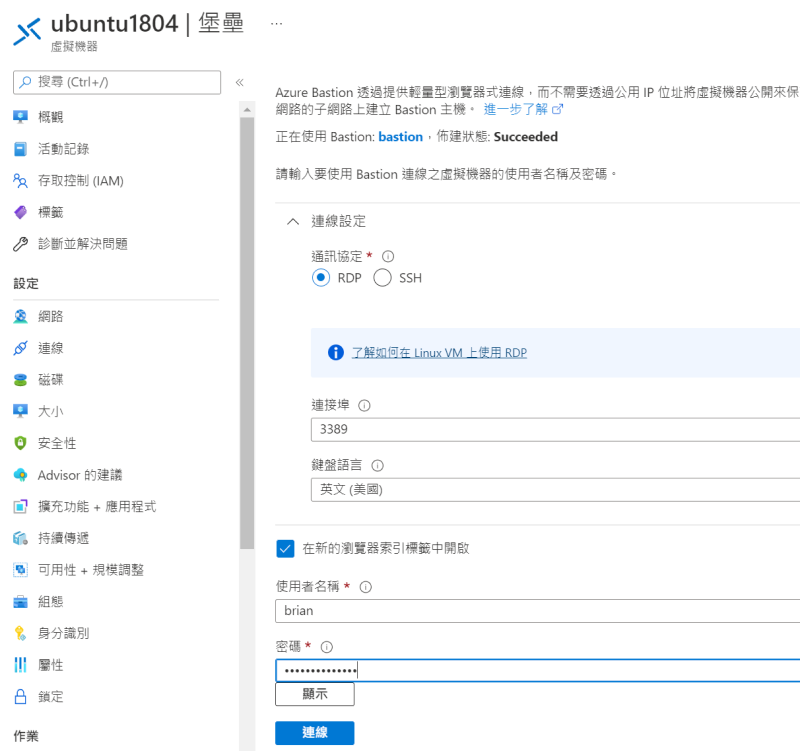 ubuntu1804 | 堡壘 ...
虛擬機器
搜尋 (Ctrl+/)
«
概觀
活動記錄
存取控制 (IAM)
標籤
診斷並解決問題
設定
網路
連線
磁碟
大小
安全性
Advisor 的建議
擴充功能 + 應用程式
持續傳遞
可用性 + 規模調整
組態
身分識別
屬性
鎖定
作業
Azure Bastion 透過提供輕量型瀏覽器式連線，而不需要透過公用 IP 位址將虛擬機器公開來保
網路的子網路上建立 Bastion 主機。 進一步了解
正在使用 Bastion: bastion，佈建狀態: Succeeded
請輸入要使用 Bastion 連線之虛擬機器的使用者名稱及密碼。
連線設定
通訊協定 *
RDP SSH
了解如何在 Linux VM 上使用 RDP
連接埠
3389
鍵盤語言
英文 (美國)
在新的瀏覽器索引標籤中開啟
使用者名稱 *
brian
密碼 *
••••••••••••••
顯示
連線